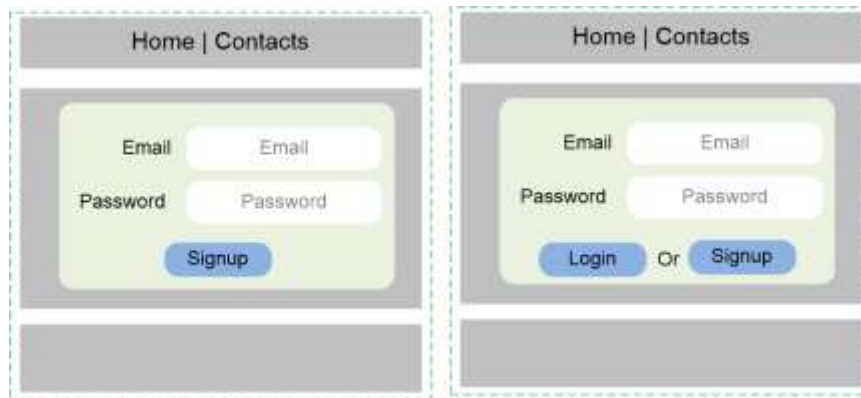 Home | Contacts
Email Email
Password Password
Signup
Home | Contacts
Email Email
Password Password
Login Or Signup